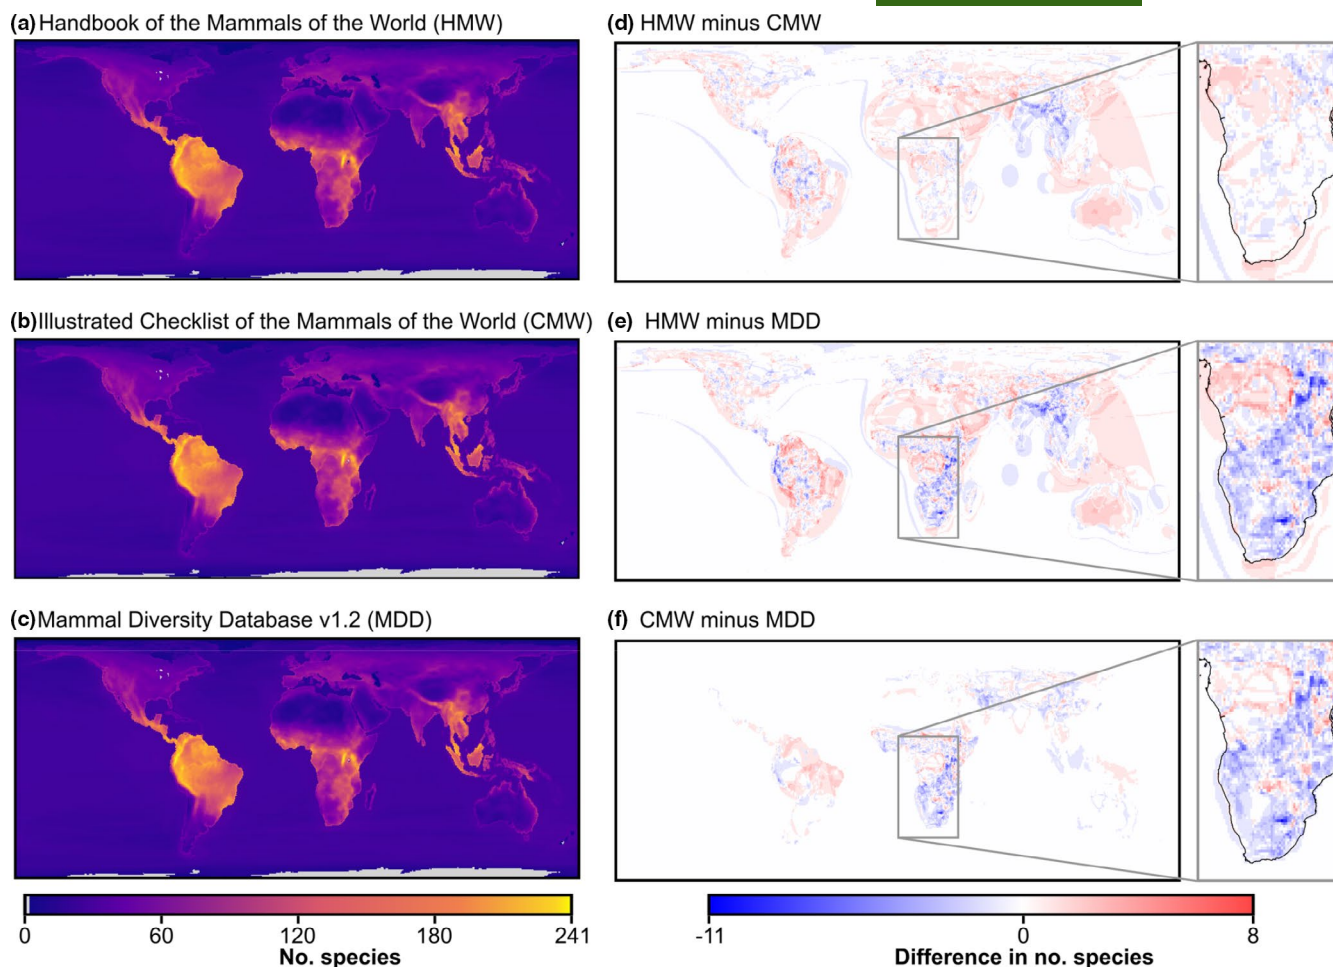 (a) Handbook of the Mammals of the World (HMW)
(d) HMW minus CMW
(b) Illustrated Checklist of the Mammals of the World (CMW)
(e) HMW minus MDD
(c) Mammal Diversity Database v1.2 (MDD)
(f) CMW minus MDD
0 60 120 180 241
No. species
-11 0 8
Difference in no. species